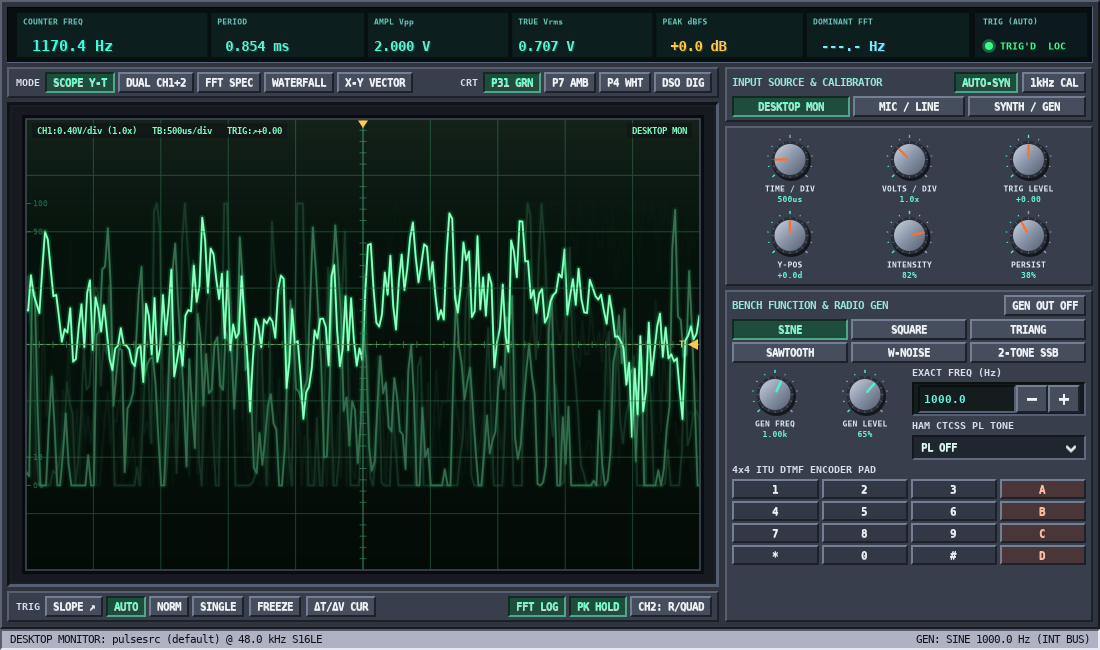 COUNTER FREQ PERIOD AMPL Vpp TRUE Vrms PEAK dBFS DOMINANT FFT TRIG (AUTO)
1170.4 Hz 0.854 ms 2.000 V 0.707 V +0.0 dB ---.- Hz TRIG'D LOC
MODE SCOPE Y-T DUAL CH1+2 FFT SPEC WATERFALL X-Y VECTOR CRT P31 GRN P7 AMB P4 WHT DSO DIG
CH1:0.40V/div (1.0x) TB:500us/div TRIG:↗+0.00 DESKTOP MON
100
50
10
0
T
TRIG SLOPE ↗ AUTO NORM SINGLE FREEZE ΔT/ΔV CUR FFT LOG PK HOLD CH2: R/QUAD
INPUT SOURCE & CALIBRATOR AUTO-SYN 1kHz CAL
DESKTOP MON MIC / LINE SYNTH / GEN
TIME / DIV VOLTS / DIV TRIG LEVEL
500us 1.0x +0.00
Y-POS INTENSITY PERSIST
+0.0d 82% 38%
BENCH FUNCTION & RADIO GEN GEN OUT OFF
SINE SQUARE TRIANG
SAWTOOTH W-NOISE 2-TONE SSB
EXACT FREQ (Hz)
1000.0 − +
GEN FREQ GEN LEVEL
1.00k 65%
HAM CTCSS PL TONE
PL OFF
4x4 ITU DTMF ENCODER PAD
1 2 3 A
4 5 6 B
7 8 9 C
* 0 # D
DESKTOP MONITOR: pulsesrc (default) @ 48.0 kHz S16LE GEN: SINE 1000.0 Hz (INT BUS)